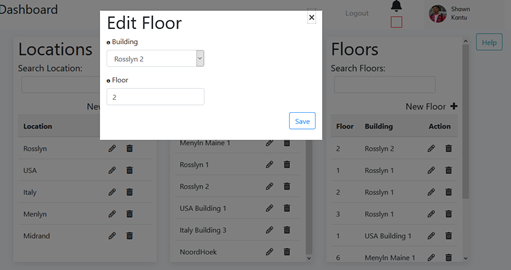 Dashboard
Logout
Shawn
Kantu
Help
Edit Floor
Building
Rosslyn 2
Floor
2
Save
Locations
Search Location:
New
Location
Rosslyn
USA
Italy
Menlyn
Midrand
Menyln Maine 1
Rosslyn 1
Rosslyn 2
USA Building 1
Italy Building 3
NoordHoek
Floors
Search Floors:
New Floor +
Floor Building Action
2 Rosslyn 2
1 Rosslyn 1
2 Rosslyn 1
3 Rosslyn 1
1 USA Building 1
6 Menyln Maine 1